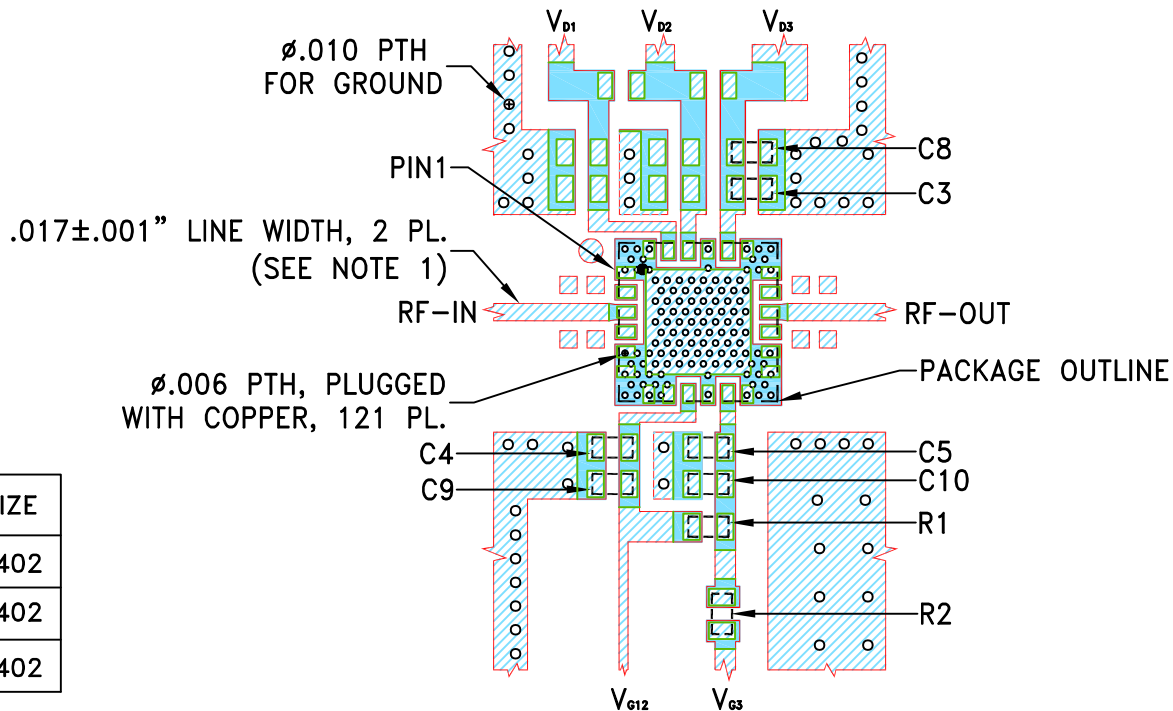 VD1 VD2 VD3
ø.010 PTH
FOR GROUND
PIN1
C8
C3
.017±.001” LINE WIDTH, 2 PL.
(SEE NOTE 1)
RF-IN
RF-OUT
PACKAGE OUTLINE
ø.006 PTH, PLUGGED
WITH COPPER, 121 PL.
C4
C9
C5
C10
R1
R2
IZE
402
402
402
VG12 VG3